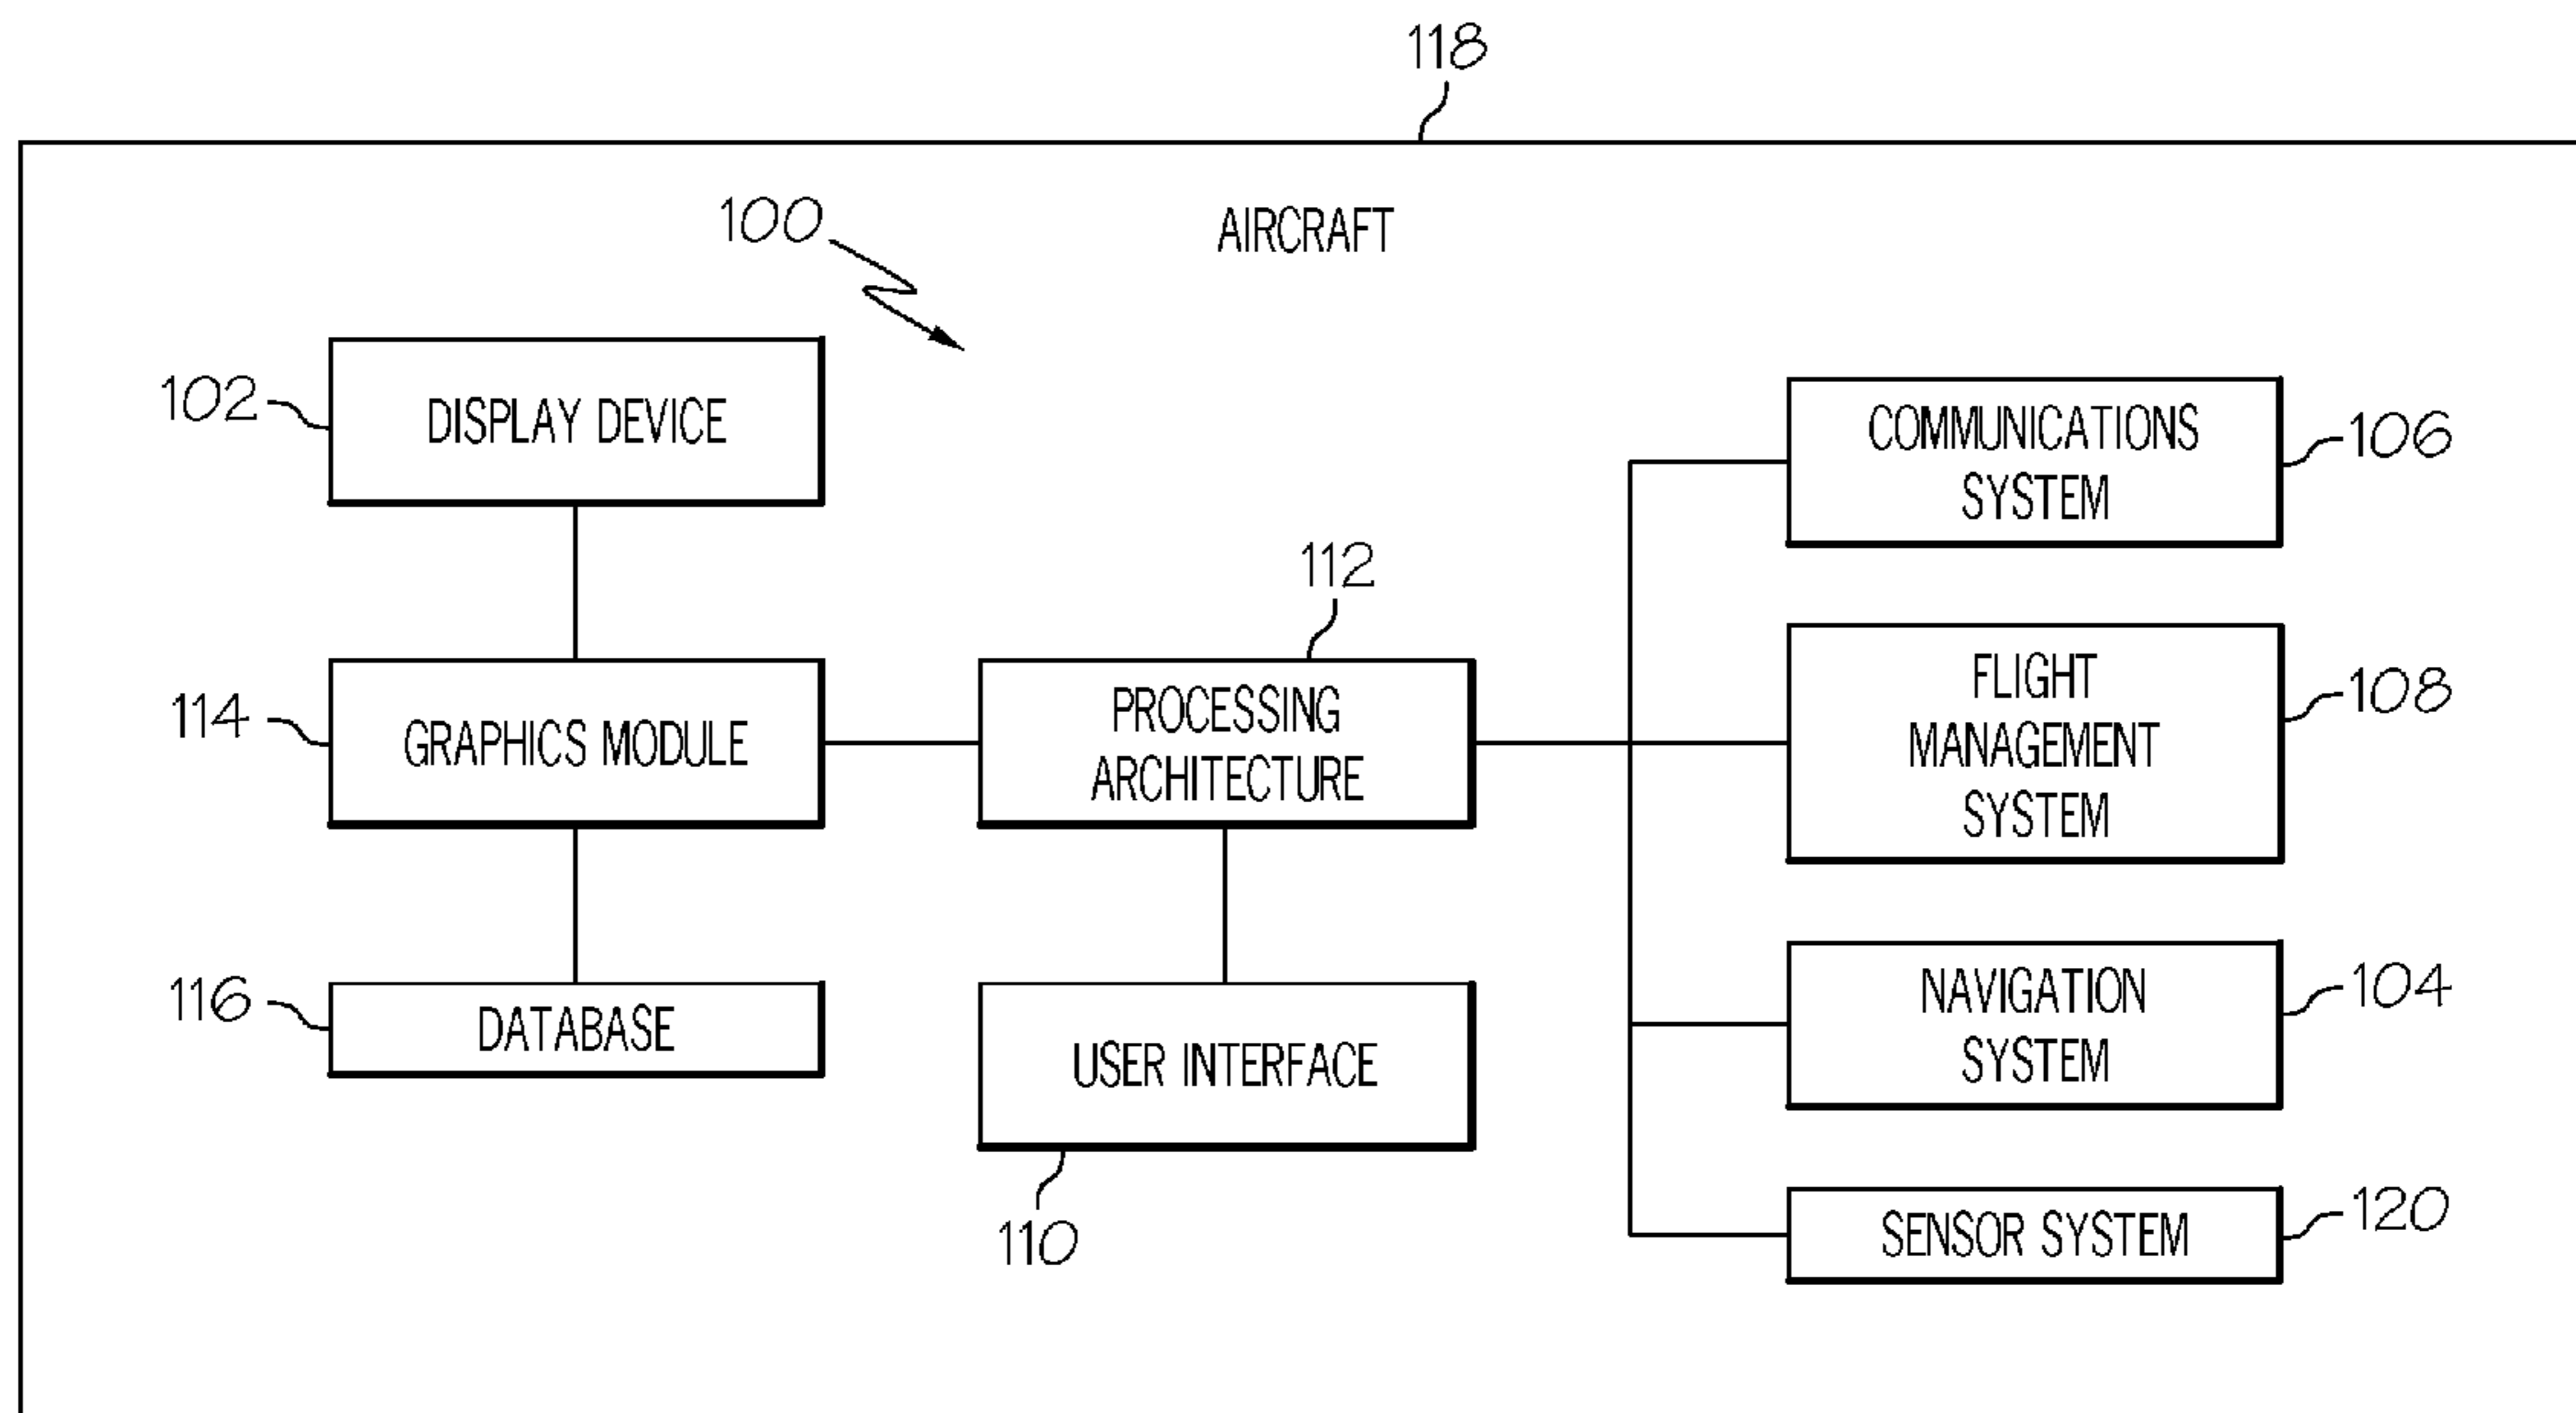 118
AIRCRAFT
100
102
DISPLAY DEVICE
COMMUNICATIONS
SYSTEM
106
112
114
GRAPHICS MODULE
PROCESSING
ARCHITECTURE
FLIGHT
MANAGEMENT
SYSTEM
108
116
DATABASE
USER INTERFACE
110
NAVIGATION
SYSTEM
104
SENSOR SYSTEM
120